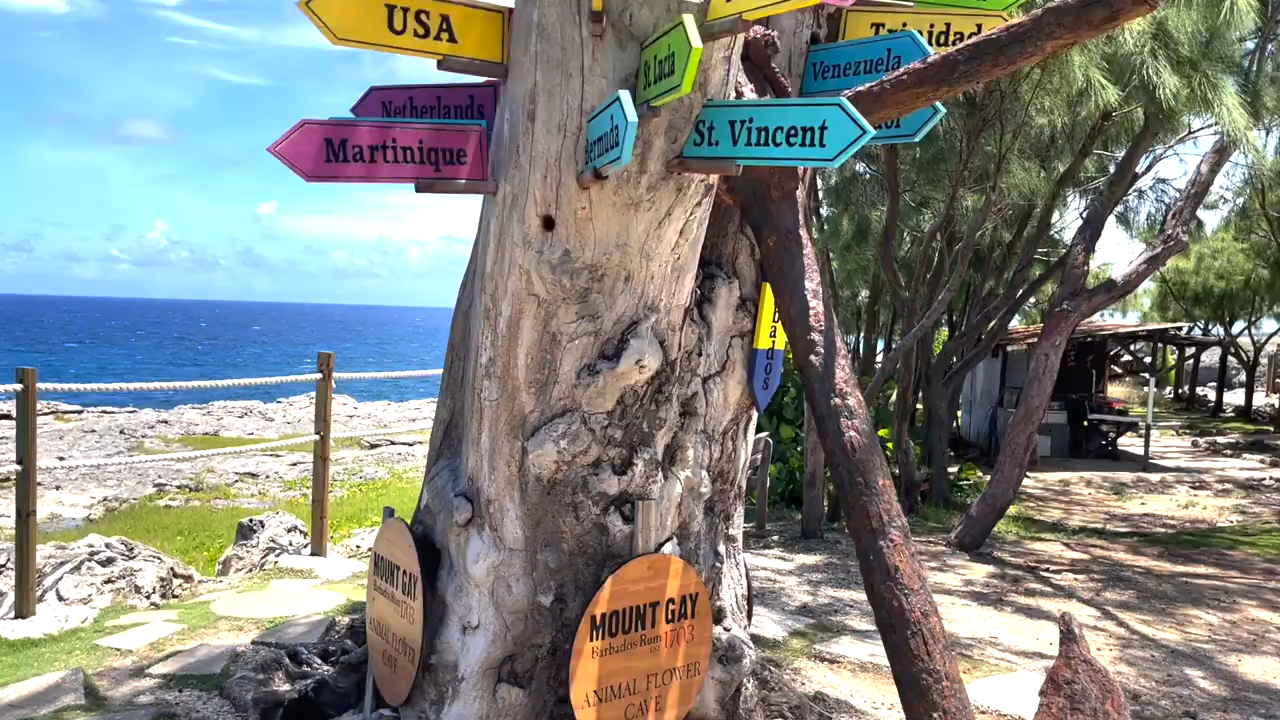 USA
Trinidad
St. Lucia
Venezuela
Netherlands
Bermuda
St. Vincent
Martinique
MOUNT GAY
Barbados Rum
EST 1703
ANIMAL FLOWER
CAVE
MOUNT GAY
Barbados Rum
EST 1703
ANIMAL FLOWER
CAVE